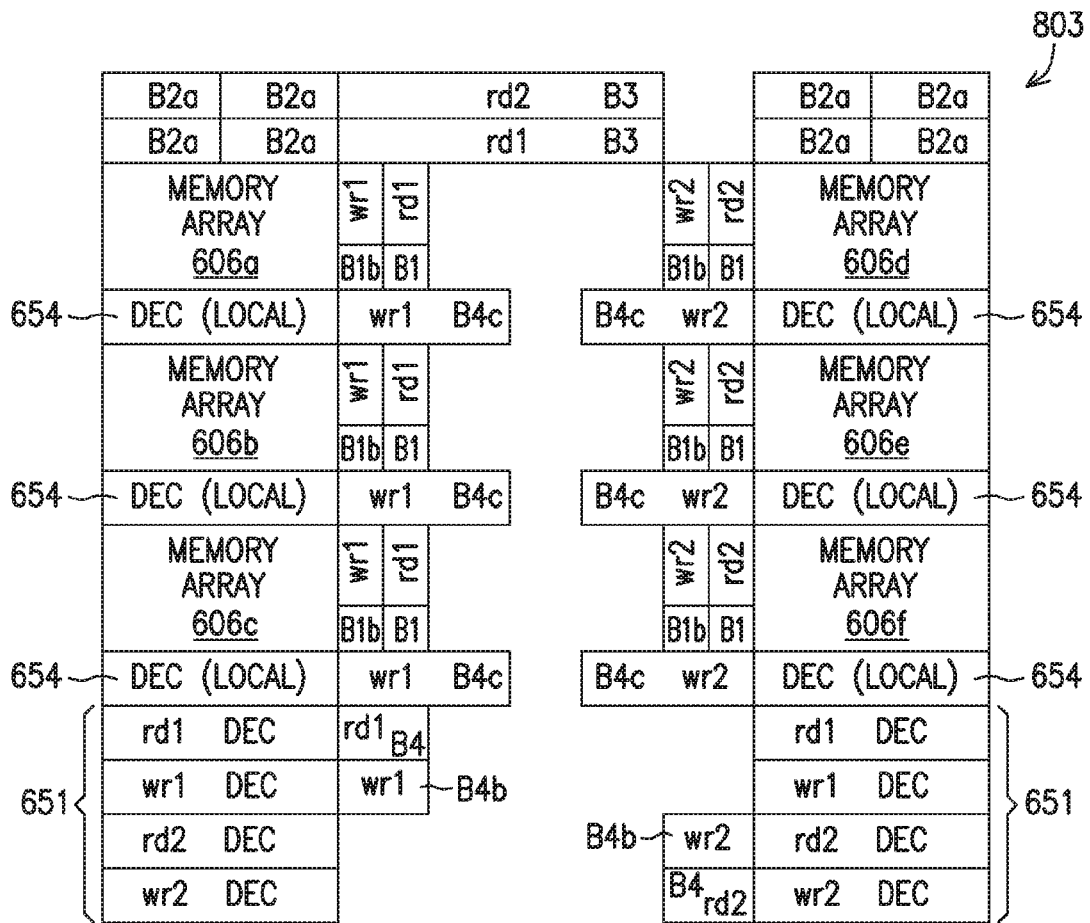 803
B2a B2a rd2 B3 B2a B2a
B2a B2a rd1 B3 B2a B2a
MEMORY ARRAY 606a wr1 rd1 wr2 rd2 MEMORY ARRAY 606d
B1b B1 B1b B1
654 DEC (LOCAL) wr1 B4c B4c wr2 DEC (LOCAL) 654
MEMORY ARRAY 606b wr1 rd1 wr2 rd2 MEMORY ARRAY 606e
B1b B1 B1b B1
654 DEC (LOCAL) wr1 B4c B4c wr2 DEC (LOCAL) 654
MEMORY ARRAY 606c wr1 rd1 wr2 rd2 MEMORY ARRAY 606f
B1b B1 B1b B1
654 DEC (LOCAL) wr1 B4c B4c wr2 DEC (LOCAL) 654
rd1 DEC rd1 B4 rd1 DEC
651 wr1 DEC wr1 B4b wr1 DEC 651
rd2 DEC B4b wr2 rd2 DEC
wr2 DEC B4 rd2 wr2 DEC